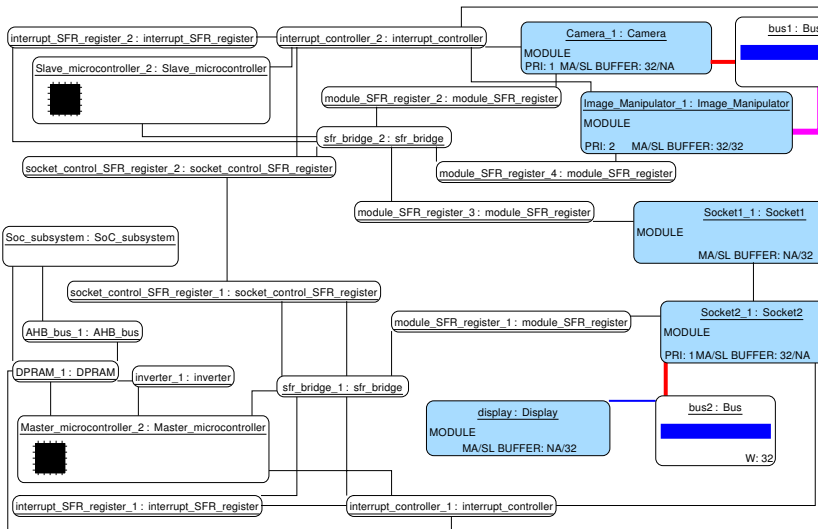 interrupt_SFR_register_2 : interrupt_SFR_register
interrupt_controller_2 : interrupt_controller
Camera_1 : Camera
MODULE
PRI: 1 MA/SL BUFFER: 32/NA
bus1 : Bus
Slave_microcontroller_2 : Slave_microcontroller
module_SFR_register_2 : module_SFR_register
Image_Manipulator_1 : Image_Manipulator
MODULE
PRI: 2 MA/SL BUFFER: 32/32
sfr_bridge_2 : sfr_bridge
socket_control_SFR_register_2 : socket_control_SFR_register
module_SFR_register_4 : module_SFR_register
module_SFR_register_3 : module_SFR_register
Socket1_1 : Socket1
MODULE
MA/SL BUFFER: NA/32
Soc_subsystem : SoC_subsystem
socket_control_SFR_register_1 : socket_control_SFR_register
Socket2_1 : Socket2
MODULE
PRI: 1 MA/SL BUFFER: 32/NA
module_SFR_register_1 : module_SFR_register
AHB_bus_1 : AHB_bus
DPRAM_1 : DPRAM
inverter_1 : inverter
sfr_bridge_1 : sfr_bridge
display : Display
MODULE
MA/SL BUFFER: NA/32
bus2 : Bus
W: 32
Master_microcontroller_2 : Master_microcontroller
interrupt_SFR_register_1 : interrupt_SFR_register
interrupt_controller_1 : interrupt_controller